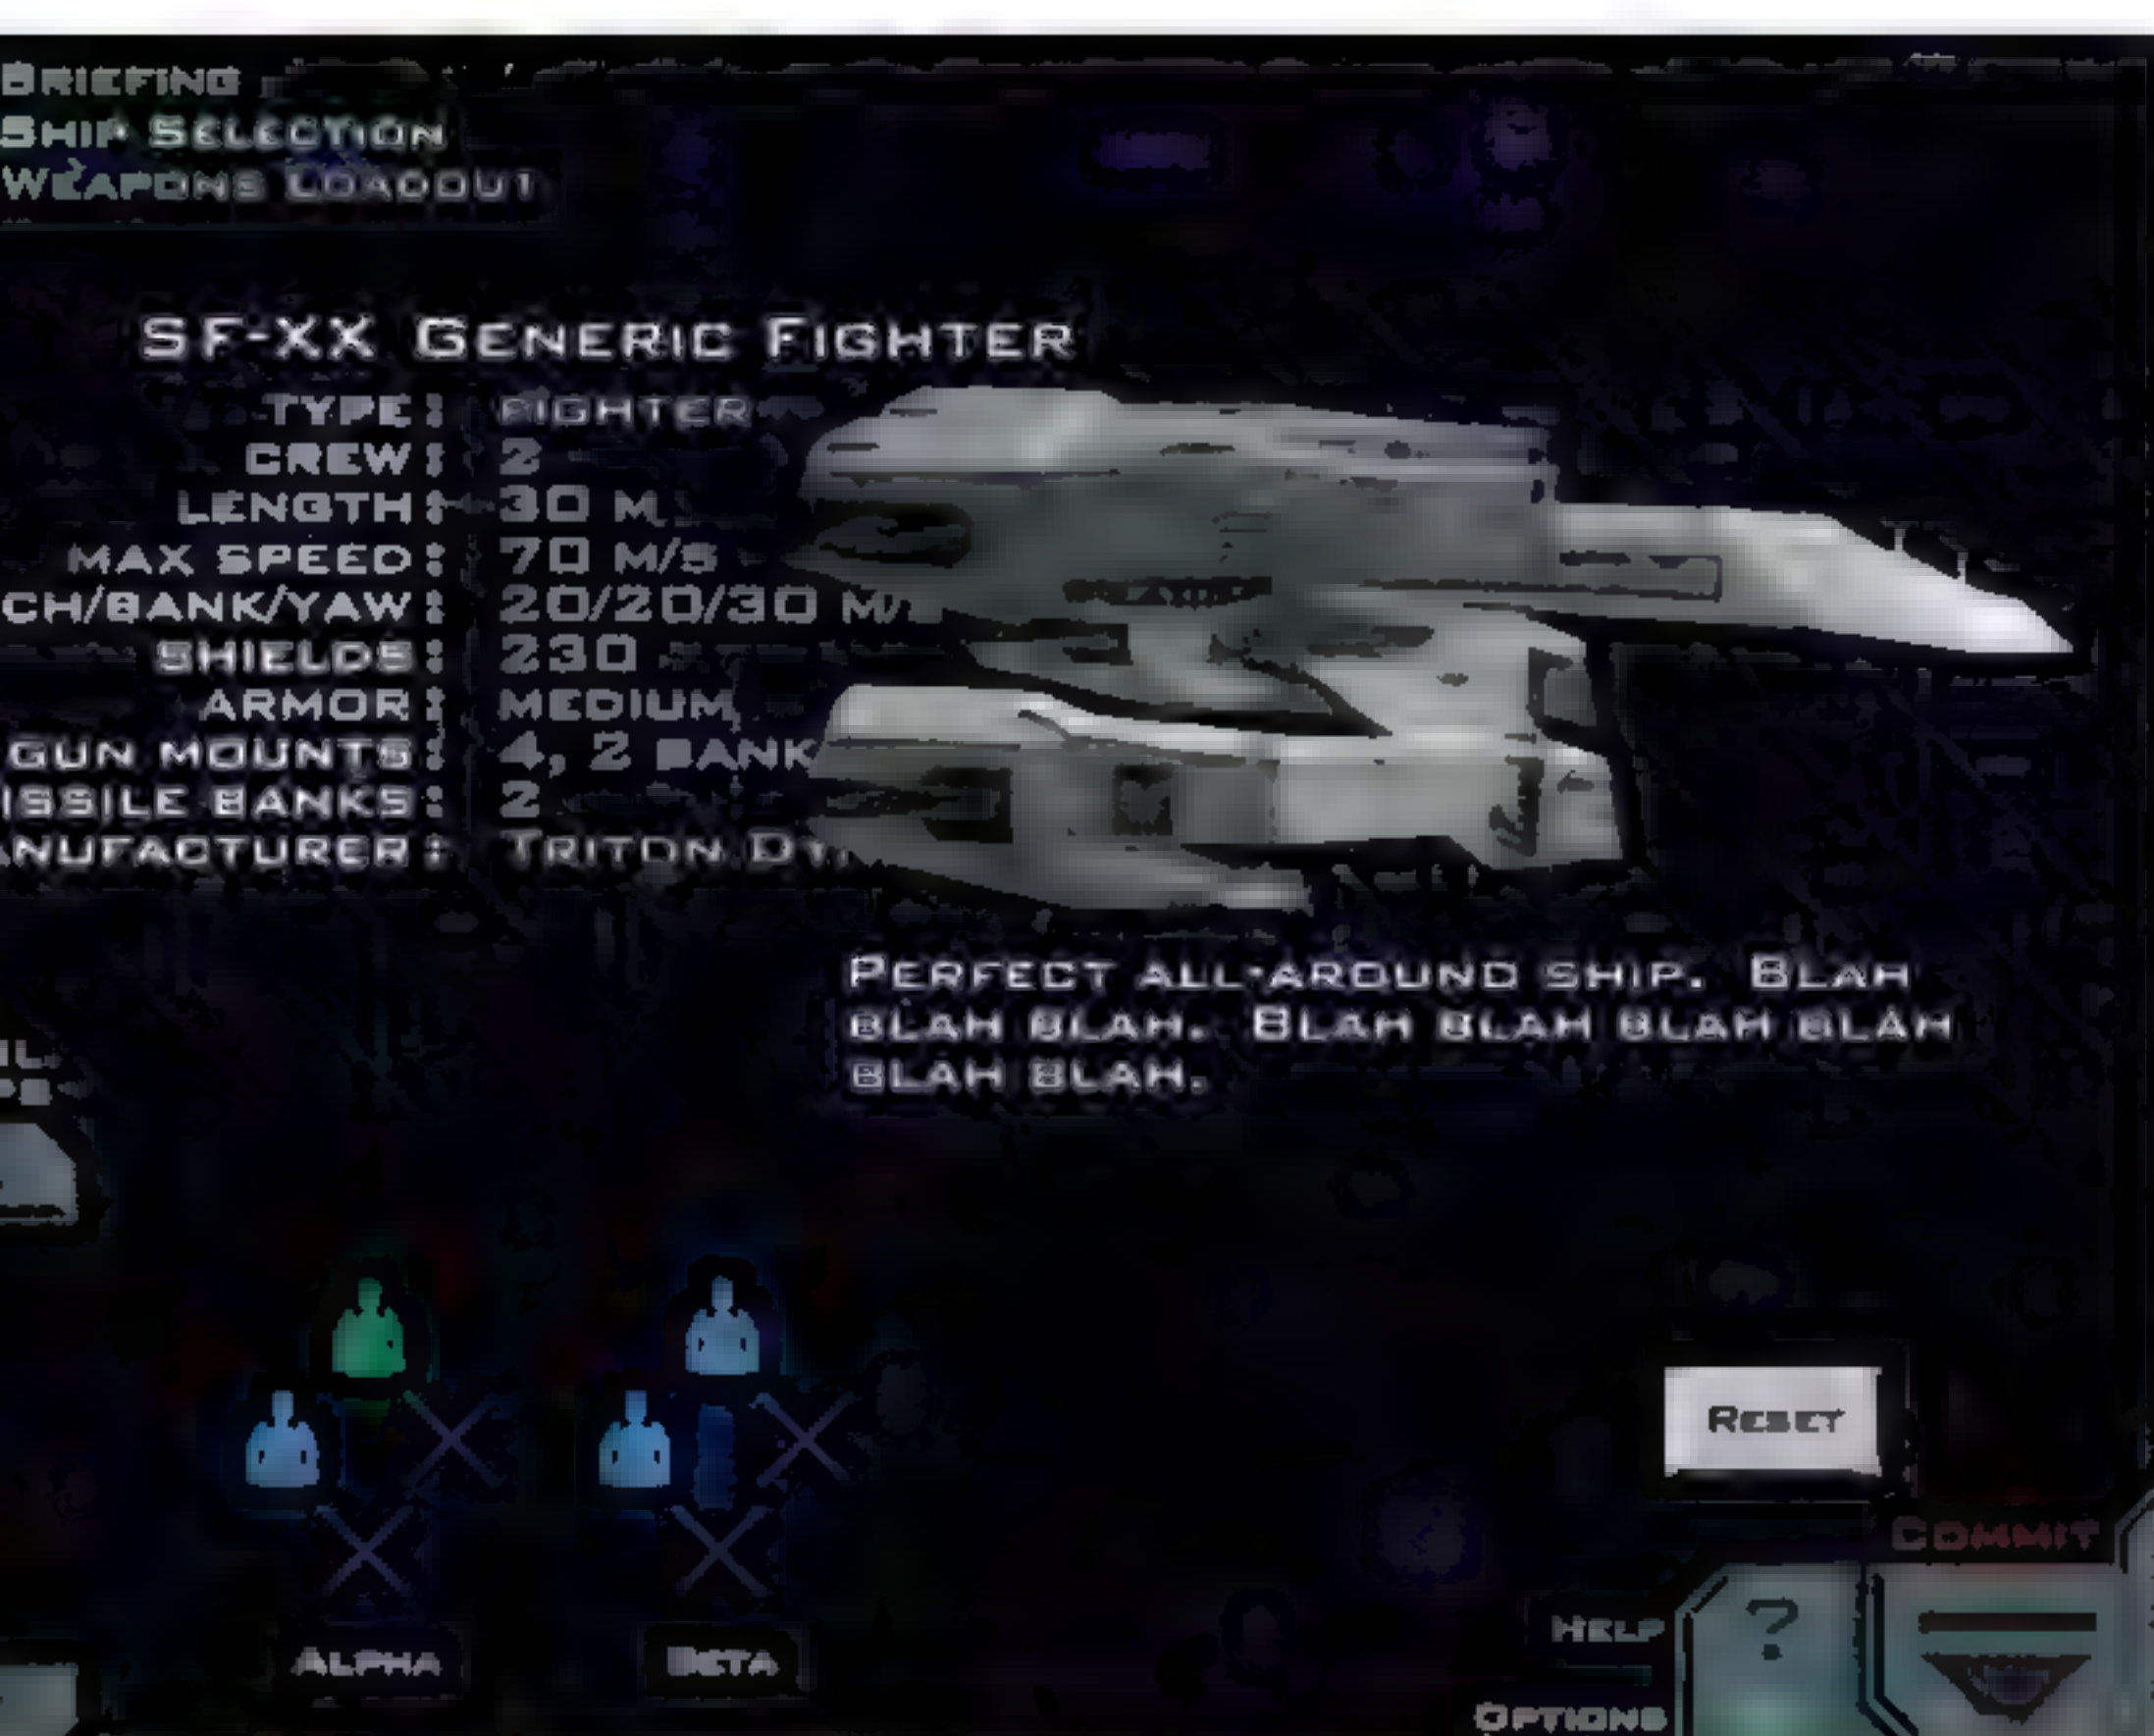 BRIEFING
SHIP SELECTION
WEAPONS LOADOUT
SF-XX GENERIC FIGHTER
TYPE: FIGHTER
CREW: 2
LENGTH: 30 M
MAX SPEED: 70 M/S
CH/BANK/YAW: 20/20/30 M/
SHIELDS: 230
ARMOR: MEDIUM
GUN MOUNTS: 4, 2 BANK
ISSILE BANKS: 2
NUFACTURER: TRITON DY
PERFECT ALL-AROUND SHIP. BLAH
BLAH BLAH. BLAH BLAH BLAH BLAH
BLAH BLAH.
RESET
COMMIT
ALPHA
BETA
HELP
?
OPTIONS